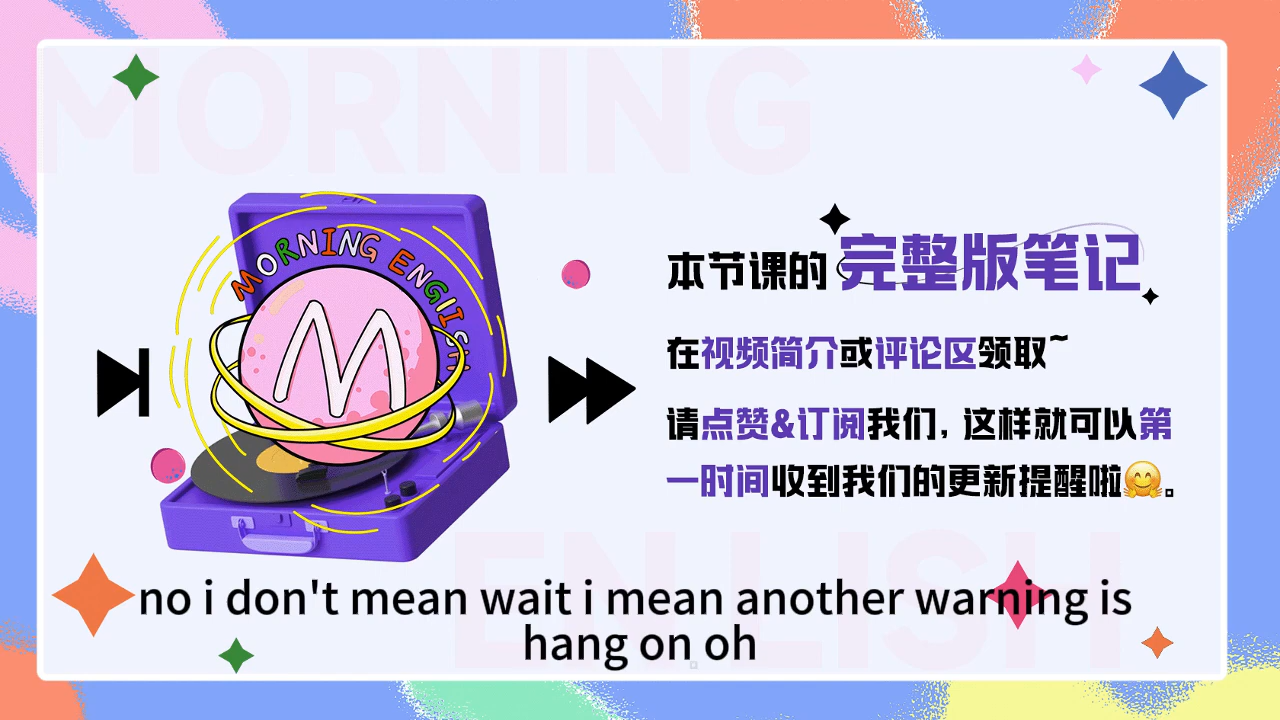 MORNING
MORNING ENGLISH
M
本节课的 完整版笔记
在视频简介或评论区领取~
请点赞&订阅我们, 这样就可以第
一时间收到我们的更新提醒啦🤗。
ENLISH
no i don't mean wait i mean another warning is
hang on oh